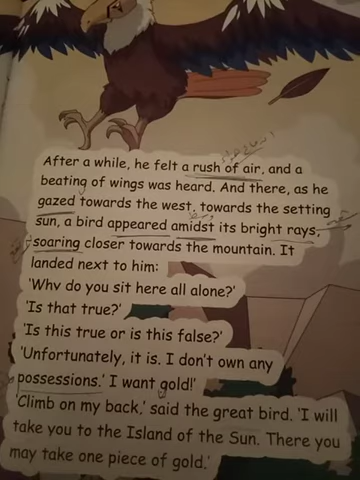 After a while, he felt a rush of air, and a
beating of wings was heard. And there, as he
gazed towards the west, towards the setting
sun, a bird appeared amidst its bright rays,
soaring closer towards the mountain. It
landed next to him:
'Why do you sit here all alone?'
'Is that true?'
'Is this true or is this false?'
'Unfortunately, it is. I don't own any
possessions.' I want gold!'
'Climb on my back,' said the great bird. 'I will
take you to the Island of the Sun. There you
may take one piece of gold.'